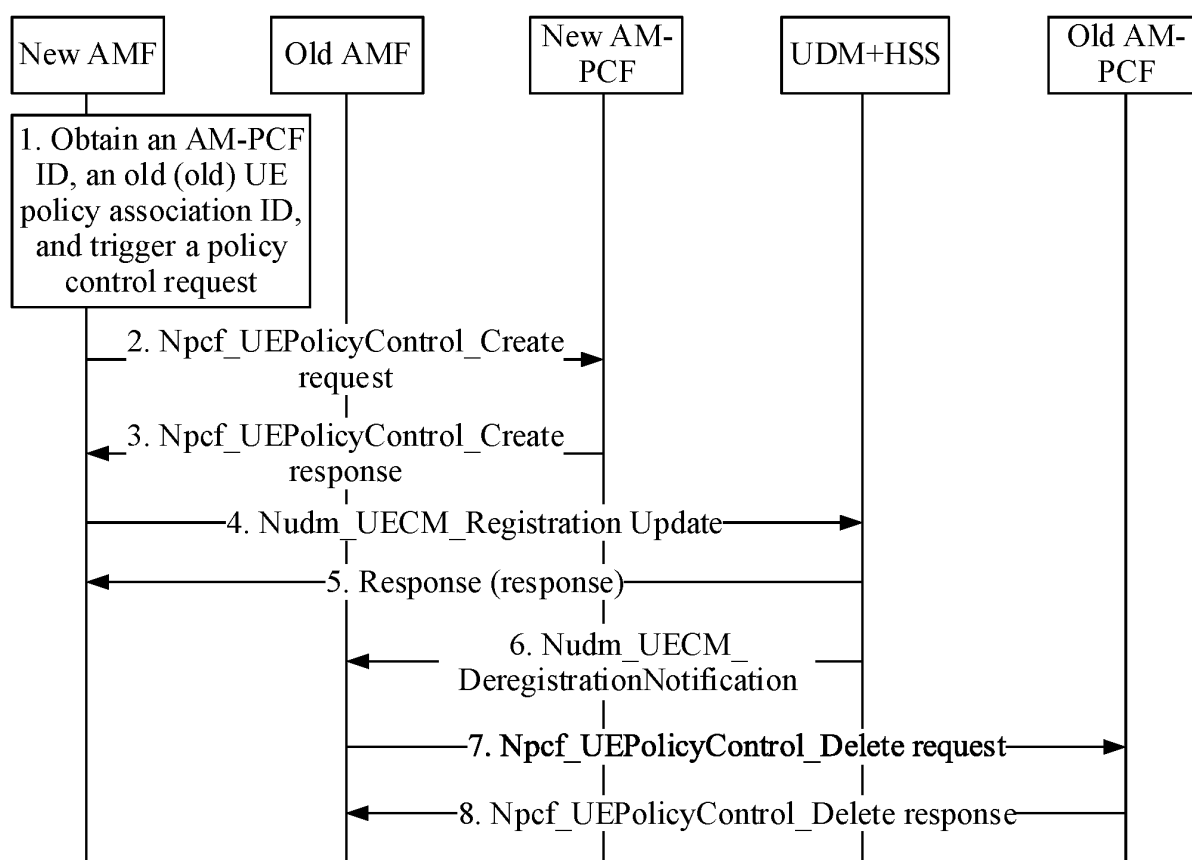 New AMF
Old AMF
New AM-
PCF
UDM+HSS
Old AM-
PCF
1. Obtain an AM-PCF
ID, an old (old) UE
policy association ID,
and trigger a policy
control request
2. Npcf_UEPolicyControl_Create
request
3. Npcf_UEPolicyControl_Create
response
4. Nudm_UECM_Registration Update
5. Response (response)
6. Nudm_UECM_
DeregistrationNotification
7. Npcf_UEPolicyControl_Delete request
8. Npcf_UEPolicyControl_Delete response